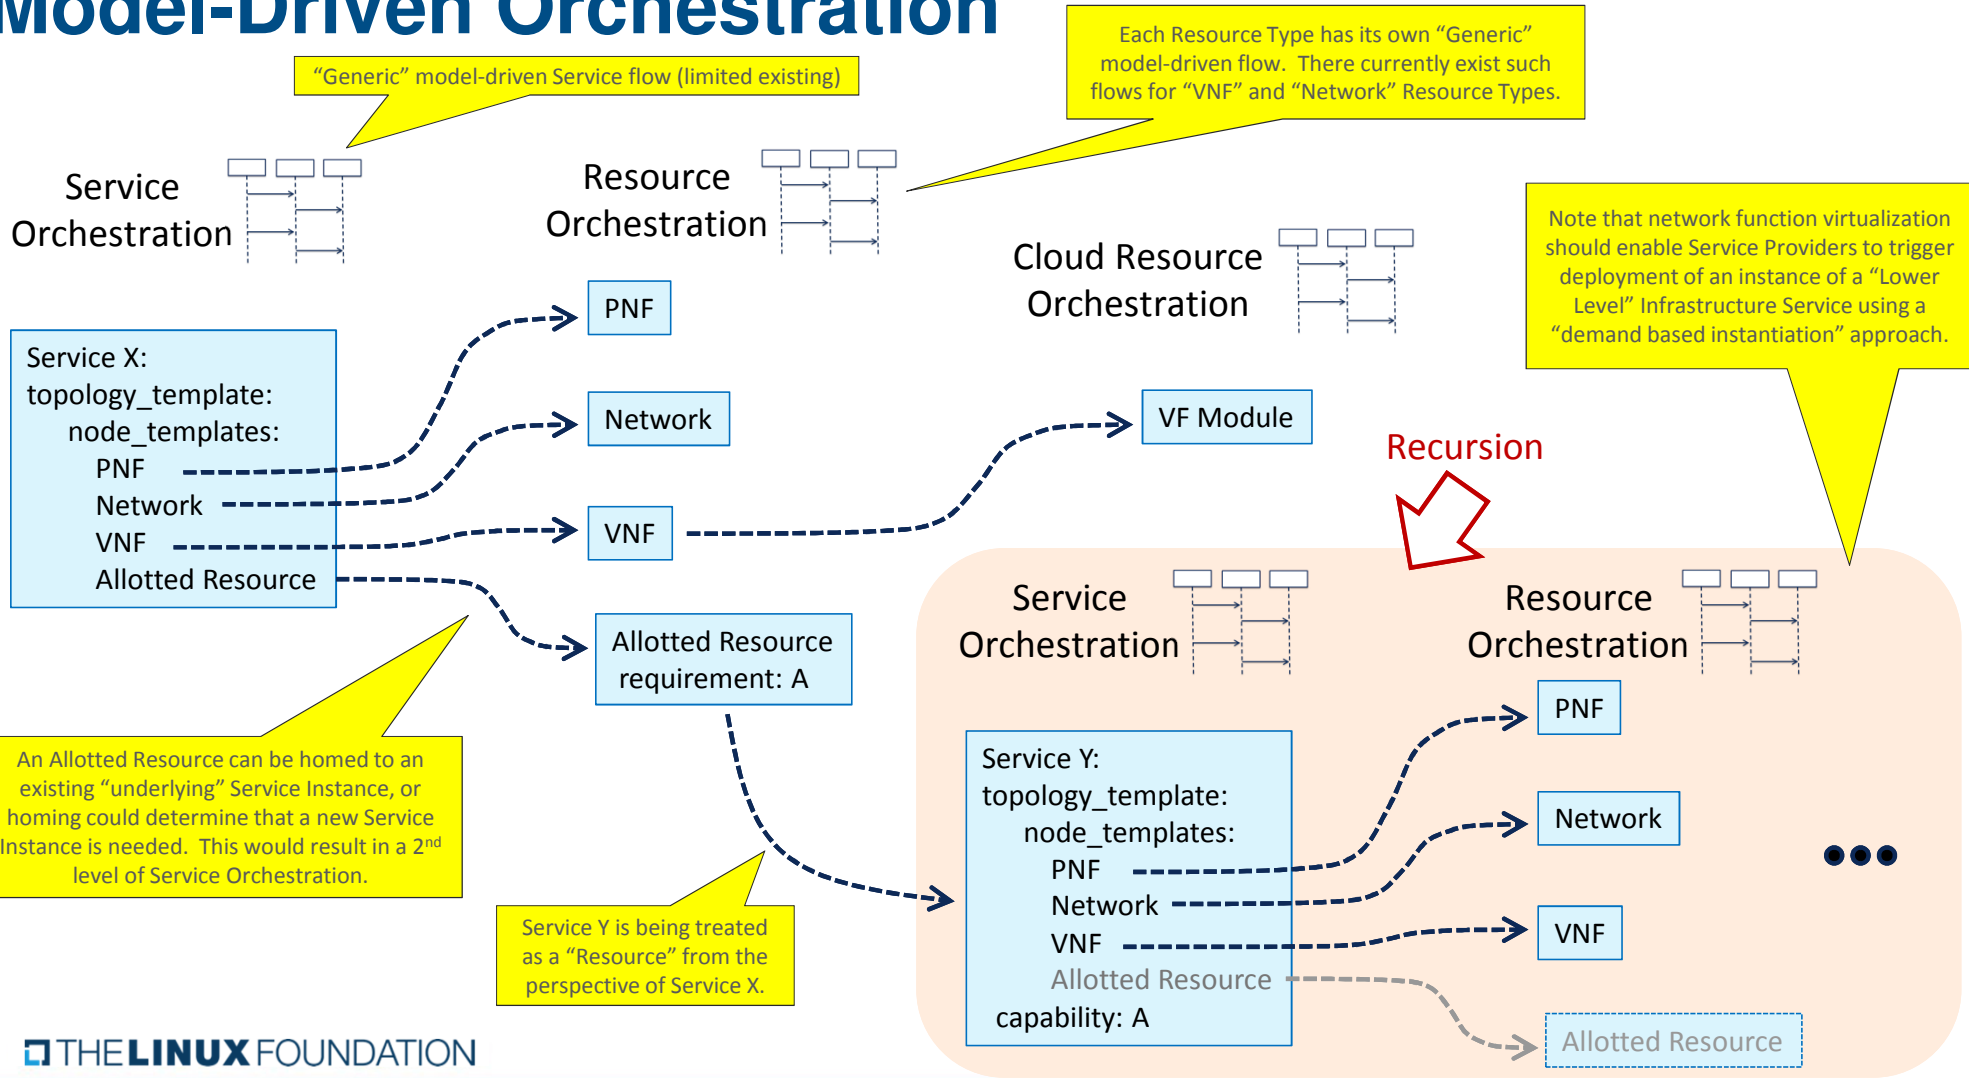 Model-Driven Orchestration
“Generic” model-driven Service flow (limited existing)
Each Resource Type has its own “Generic”
model-driven flow.  There currently exist such
flows for “VNF” and “Network” Resource Types.
Service
Orchestration
Resource
Orchestration
Cloud Resource
Orchestration
Note that network function virtualization
should enable Service Providers to trigger
deployment of an instance of a “Lower
Level” Infrastructure Service using a
“demand based instantiation” approach.
Service X:
topology_template:
node_templates:
PNF
Network
VNF
Allotted Resource
PNF
Network
VNF
VF Module
Recursion
Allotted Resource
requirement: A
An Allotted Resource can be homed to an
existing “underlying” Service Instance, or
homing could determine that a new Service
Instance is needed.  This would result in a 2nd
level of Service Orchestration.
Service Y is being treated
as a “Resource” from the
perspective of Service X.
Service
Orchestration
Resource
Orchestration
Service Y:
topology_template:
node_templates:
PNF
Network
VNF
Allotted Resource
capability: A
PNF
Network
VNF
Allotted Resource
THE LINUX FOUNDATION